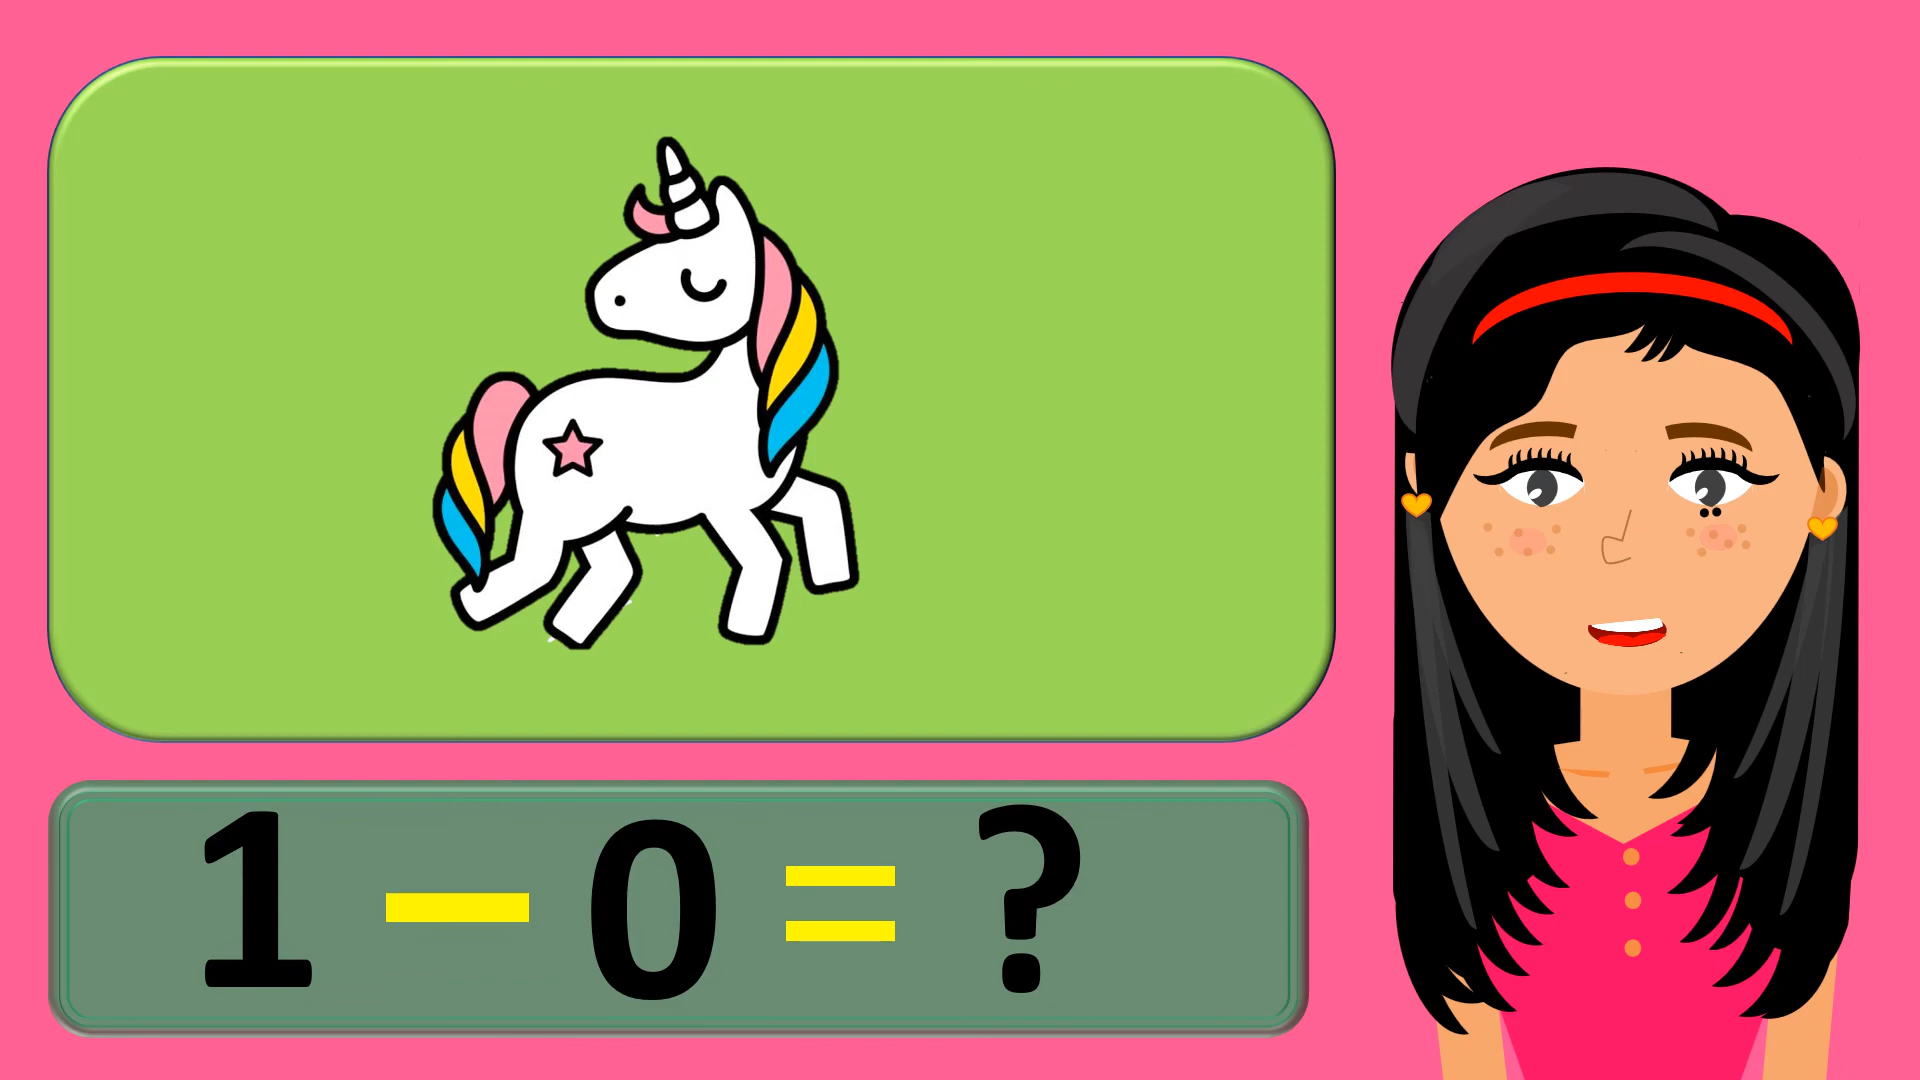 1 – 0 = ?